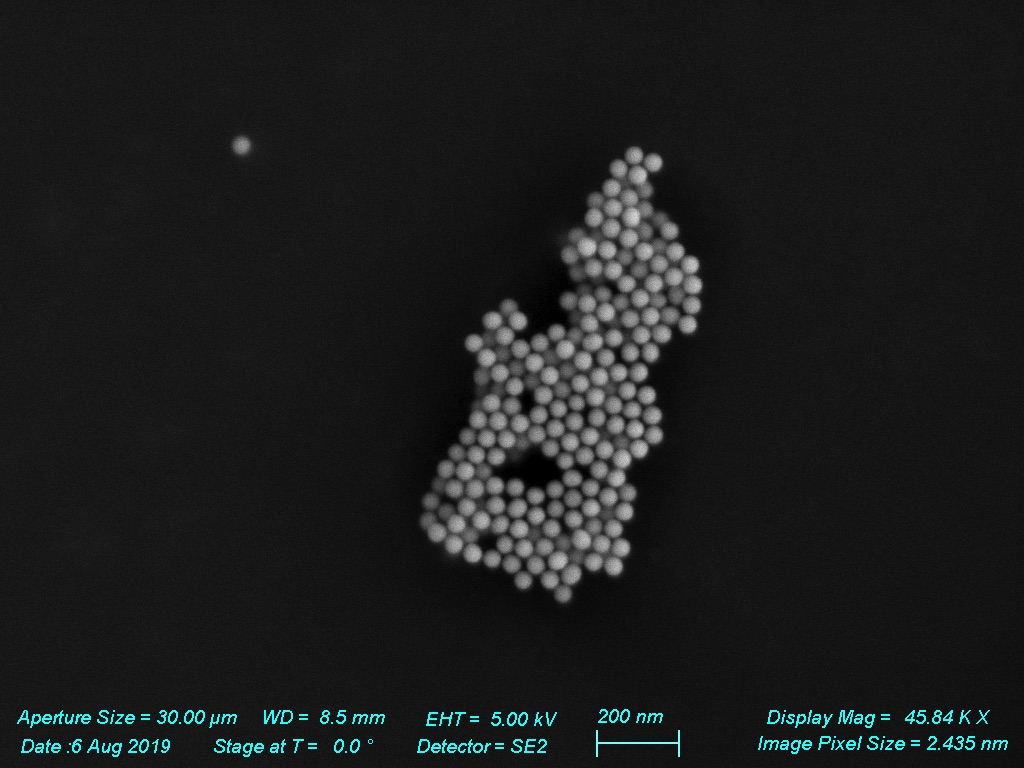 Aperture Size = 30.00 µm WD = 8.5 mm EHT = 5.00 kV 200 nm Display Mag = 45.84 K X
Date :6 Aug 2019 Stage at T = 0.0 ° Detector = SE2 Image Pixel Size = 2.435 nm